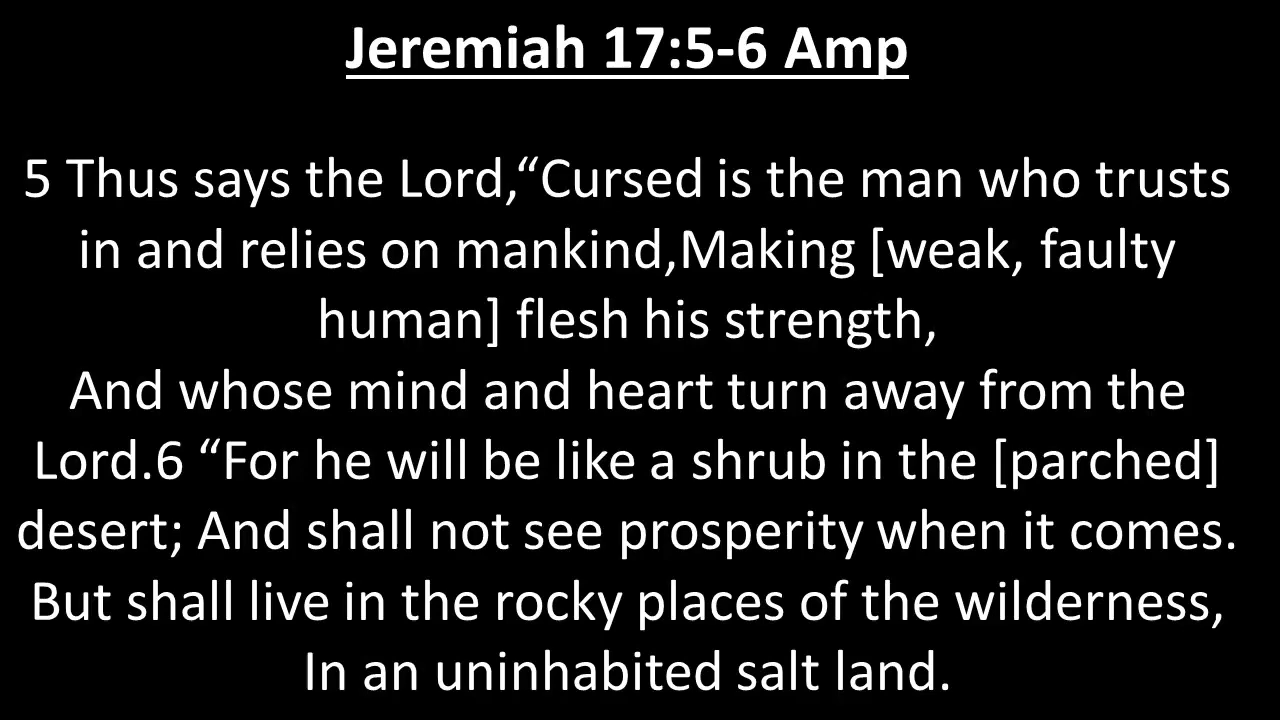 Jeremiah 17:5-6 Amp
5 Thus says the Lord,“Cursed is the man who trusts
in and relies on mankind,Making [weak, faulty
human] flesh his strength,
And whose mind and heart turn away from the
Lord.6 “For he will be like a shrub in the [parched]
desert; And shall not see prosperity when it comes.
But shall live in the rocky places of the wilderness,
In an uninhabited salt land.